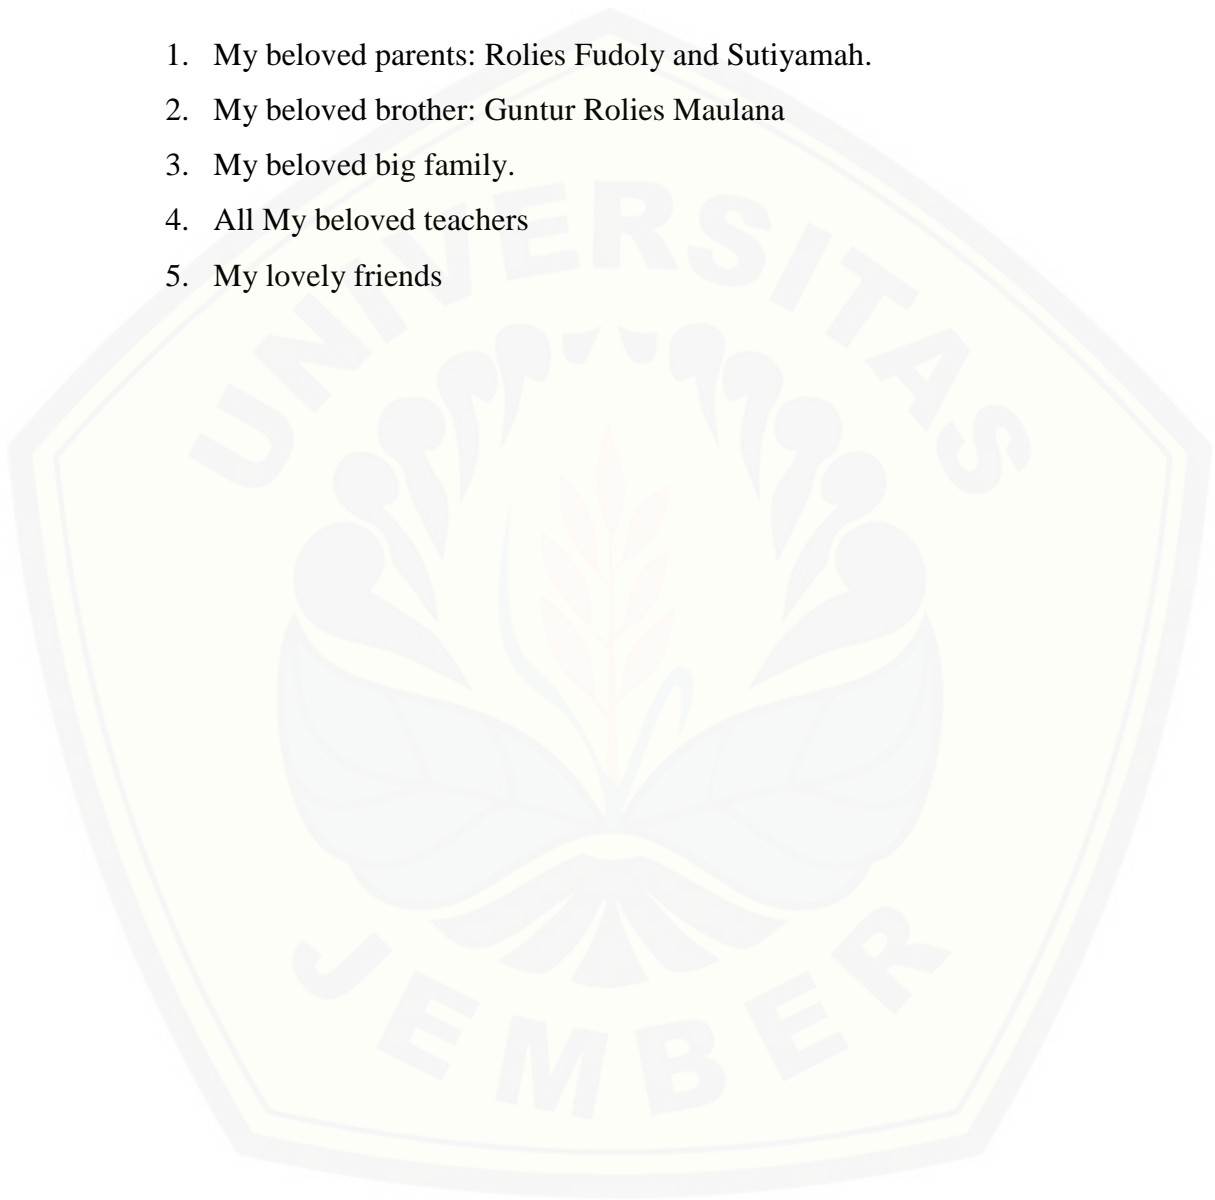 1. My beloved parents: Rolies Fudoly and Sutiyamah.
2. My beloved brother: Guntur Rolies Maulana
3. My beloved big family.
4. All My beloved teachers
5. My lovely friends
UNIVERSITAS
JEMBER